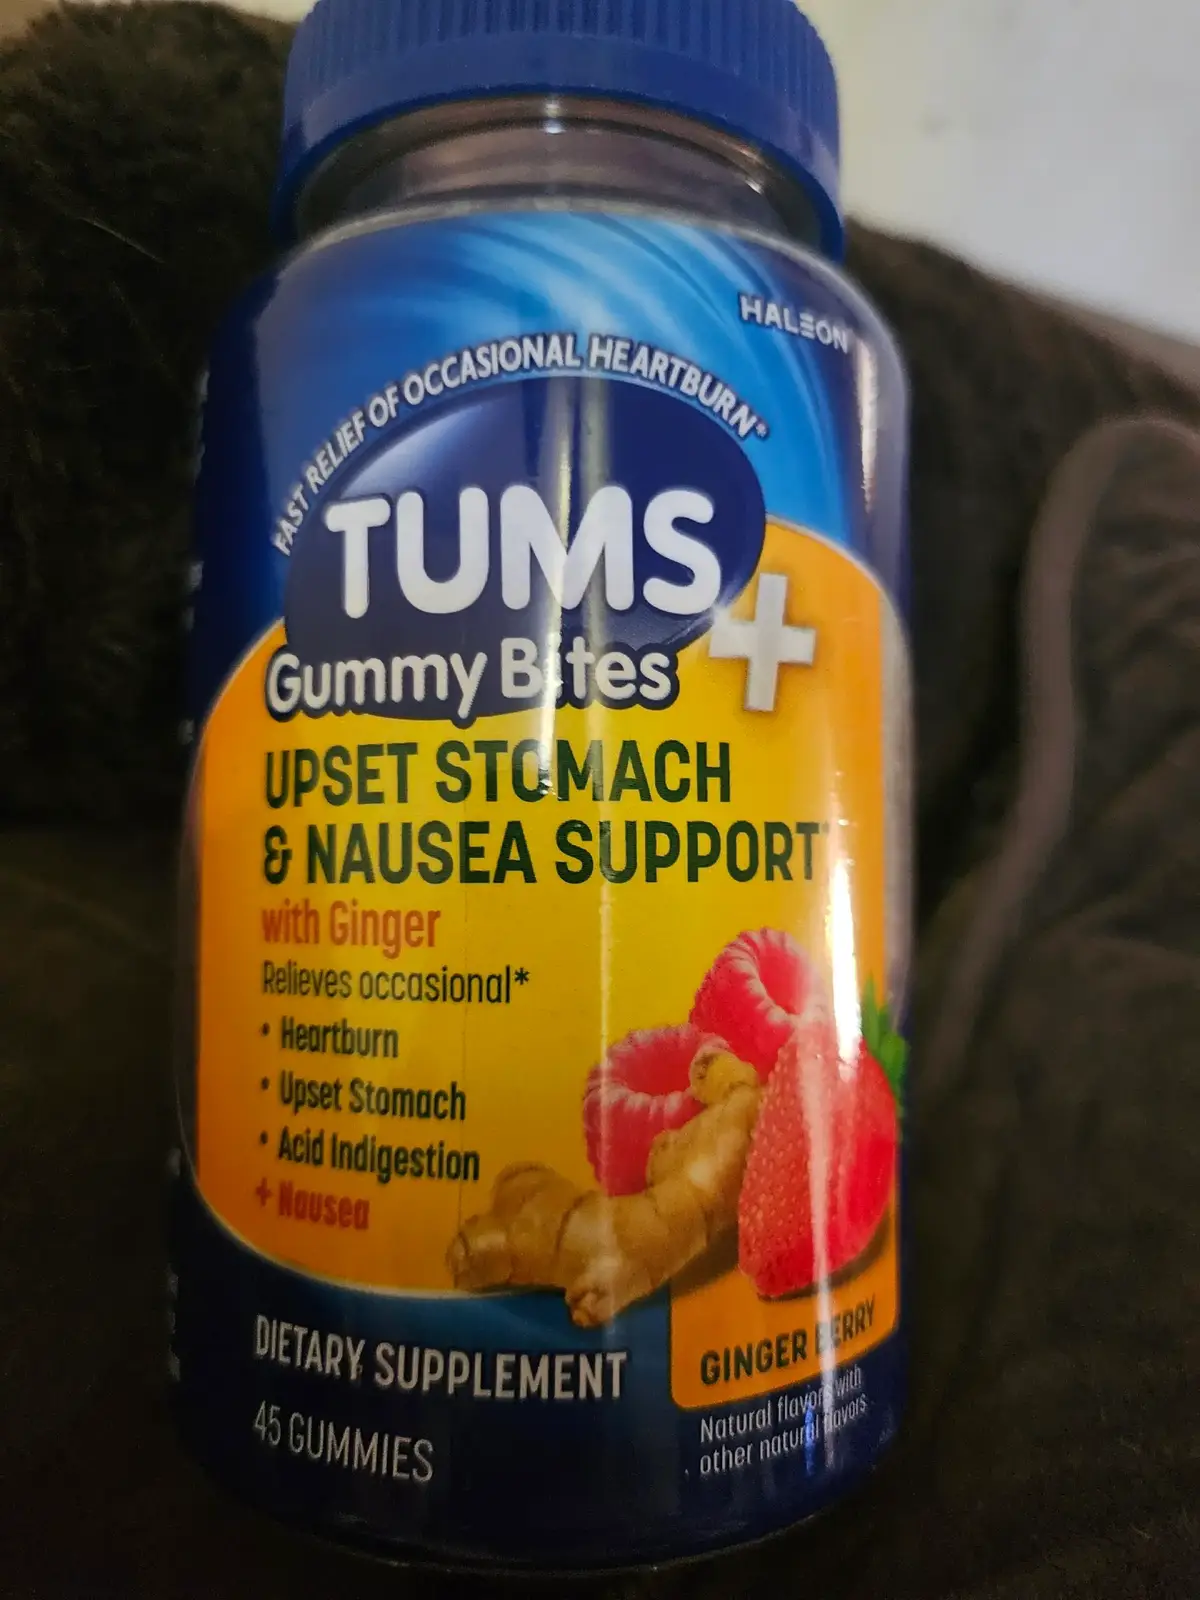 HALEON
FAST RELIEF OF OCCASIONAL HEARTBURN*
TUMS
Gummy Bites +
UPSET STOMACH
& NAUSEA SUPPORT*
with Ginger
Relieves occasional*
• Heartburn
• Upset Stomach
• Acid Indigestion
+ Nausea
DIETARY SUPPLEMENT
45 GUMMIES
GINGER BERRY
Natural flavors with
other natural flavors